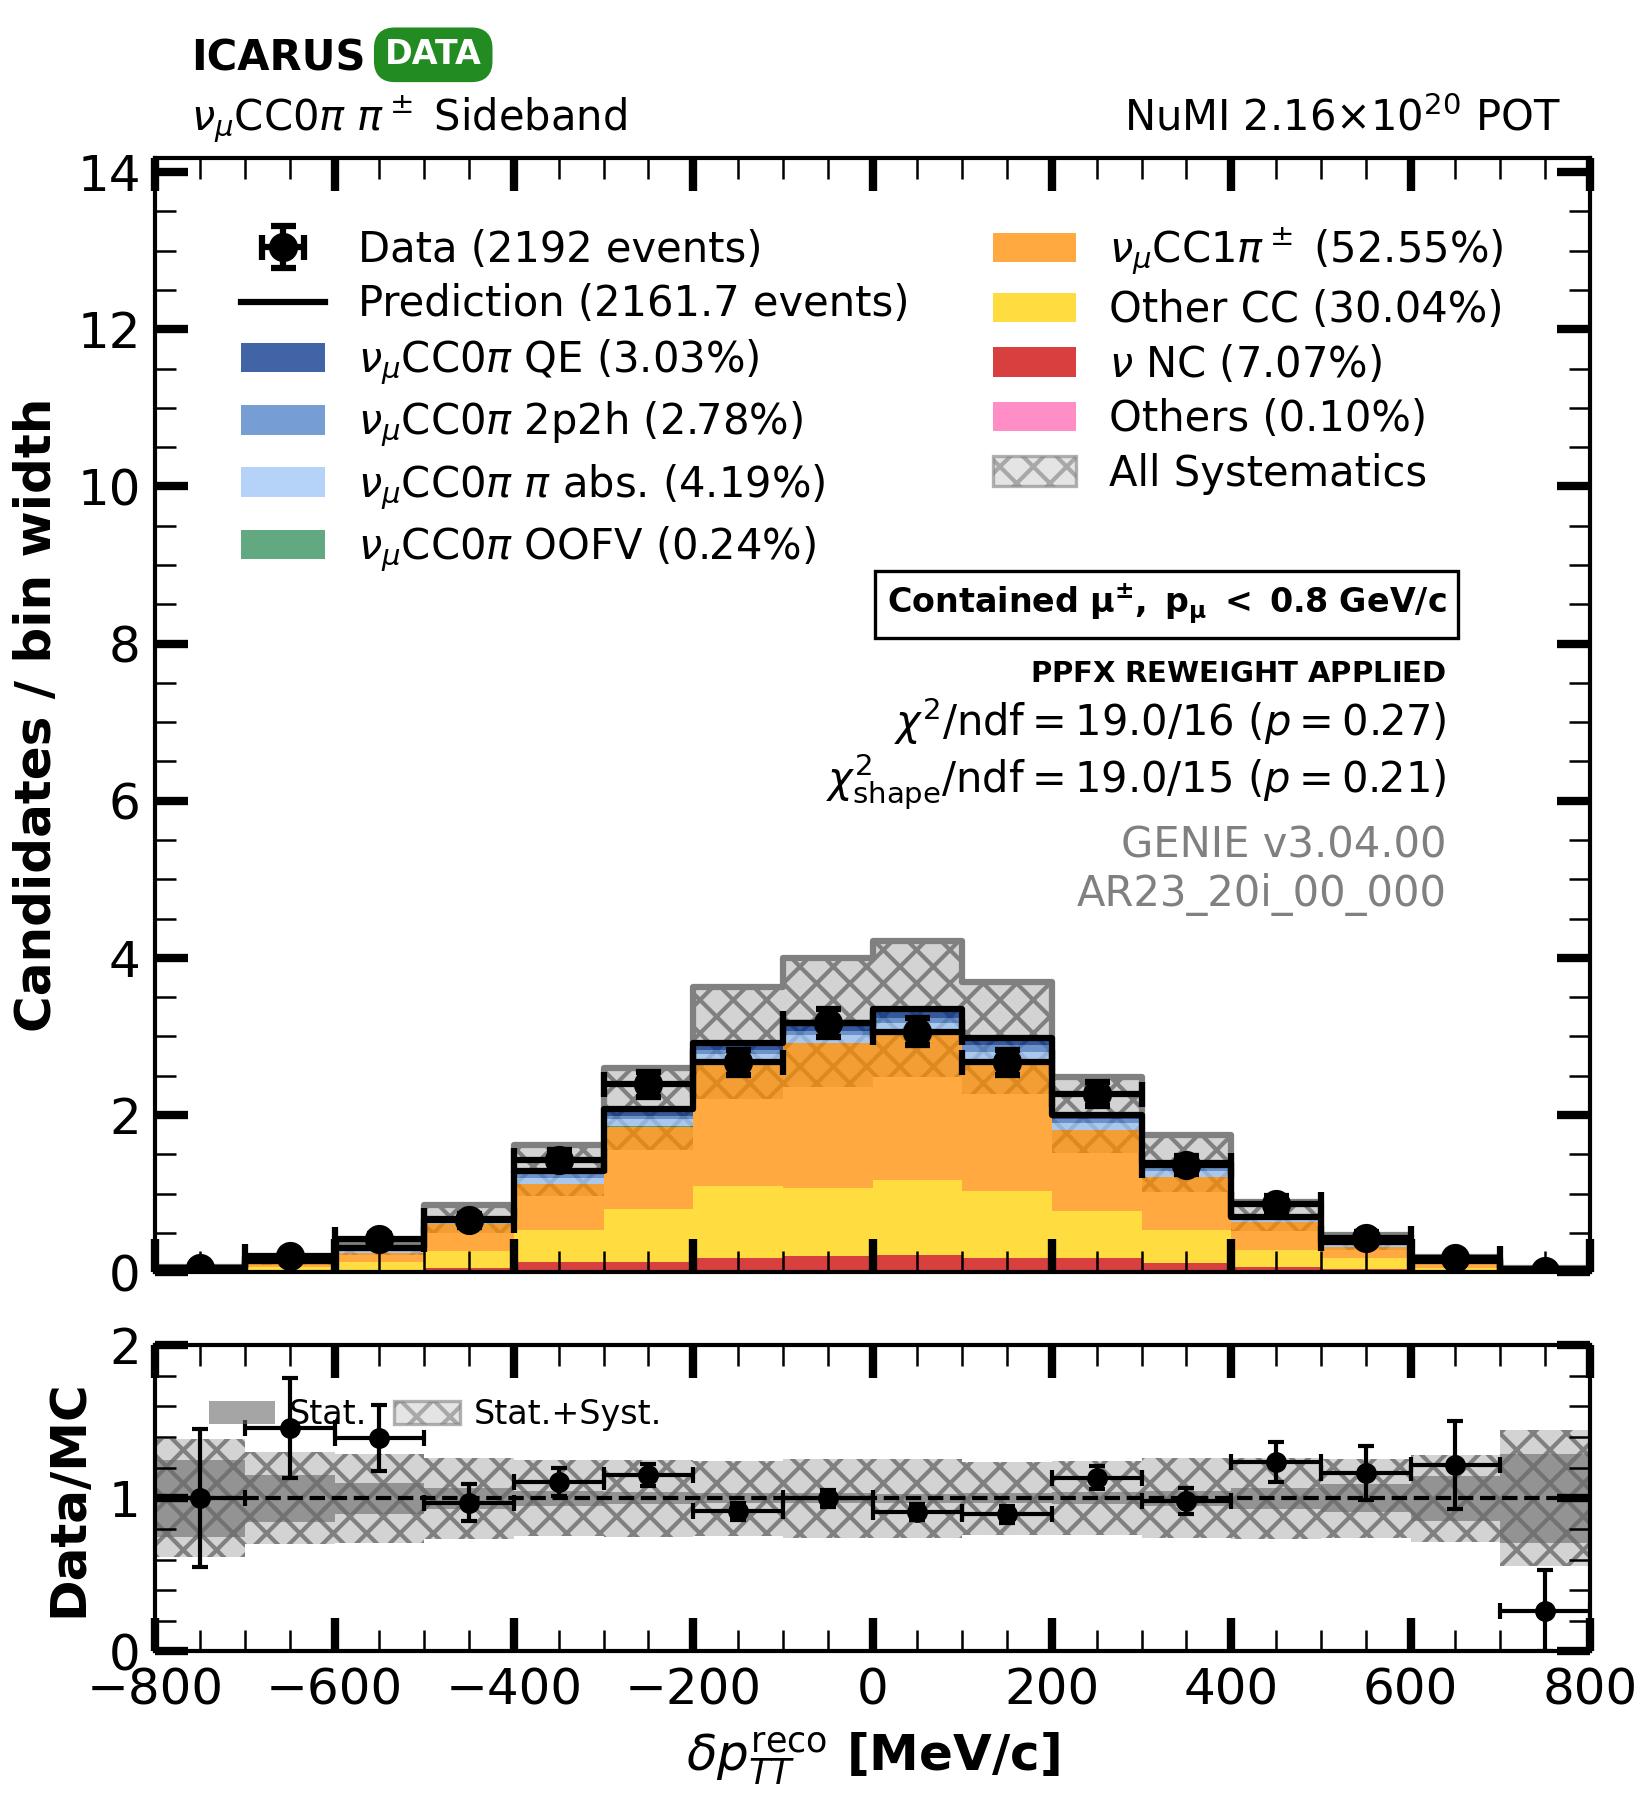 ICARUS DATA
νμCC0π π± Sideband
NuMI 2.16×10²⁰ POT
Candidates / bin width
14
12
10
8
6
4
2
0
Data (2192 events)
Prediction (2161.7 events)
νμCC0π QE (3.03%)
νμCC0π 2p2h (2.78%)
νμCC0π π abs. (4.19%)
νμCC0π OOFV (0.24%)
νμCC1π± (52.55%)
Other CC (30.04%)
ν NC (7.07%)
Others (0.10%)
All Systematics
Contained μ±, pμ < 0.8 GeV/c
PPFX REWEIGHT APPLIED
χ²/ndf = 19.0/16 (p = 0.27)
χ²shape/ndf = 19.0/15 (p = 0.21)
GENIE v3.04.00
AR23_20i_00_000
Data/MC
2
1
0
Stat. Stat.+Syst.
−800 −600 −400 −200 0 200 400 600 800
δp_TT^reco [MeV/c]